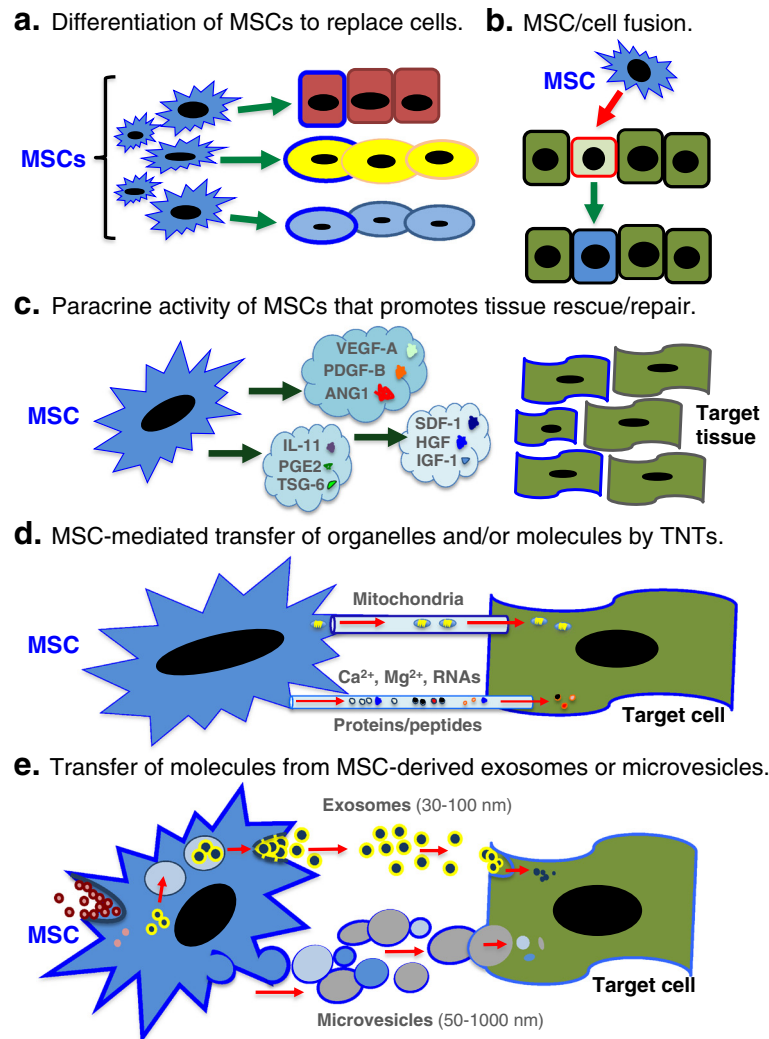 a. Differentiation of MSCs to replace cells.
MSCs
b. MSC/cell fusion.
MSC
c. Paracrine activity of MSCs that promotes tissue rescue/repair.
MSC
VEGF-A
PDGF-B
ANG1
IL-11
PGE2
TSG-6
SDF-1
HGF
IGF-1
Target
tissue
d. MSC-mediated transfer of organelles and/or molecules by TNTs.
MSC
Mitochondria
Ca²⁺, Mg²⁺, RNAs
Proteins/peptides
Target cell
e. Transfer of molecules from MSC-derived exosomes or microvesicles.
Exosomes (30-100 nm)
MSC
Microvesicles (50-1000 nm)
Target cell